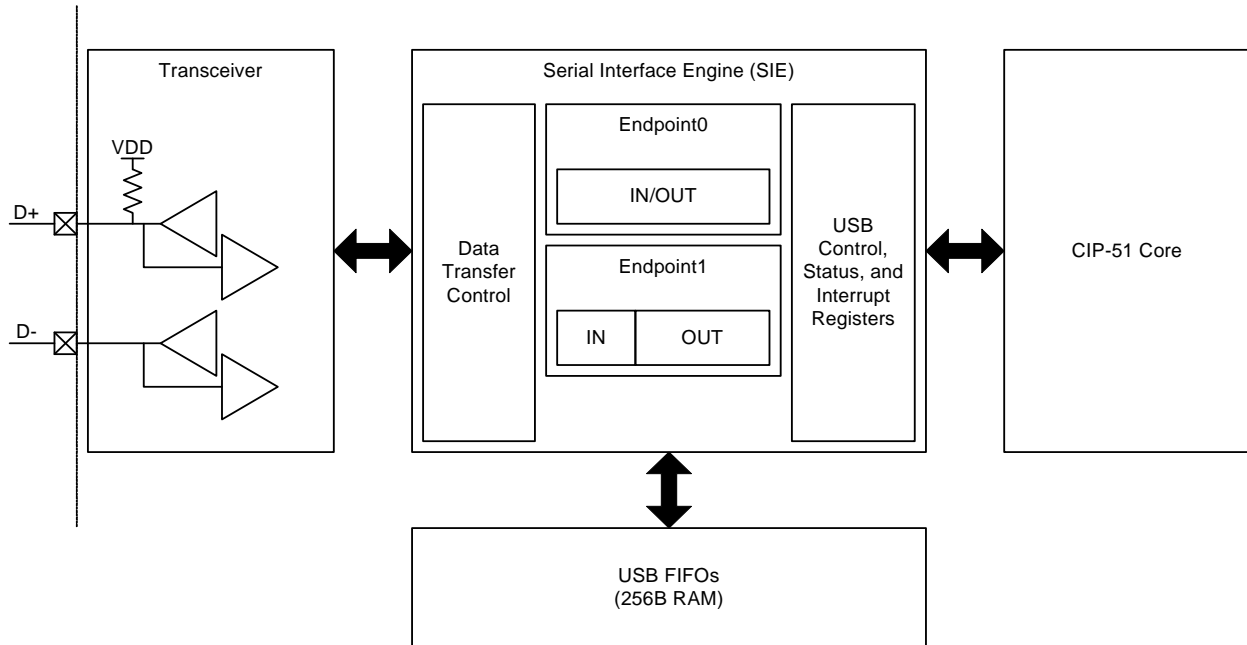 Transceiver
VDD
D+
D-
Serial Interface Engine (SIE)
Data
Transfer
Control
Endpoint0
IN/OUT
Endpoint1
IN
OUT
USB
Control,
Status, and
Interrupt
Registers
CIP-51 Core
USB FIFOs
(256B RAM)